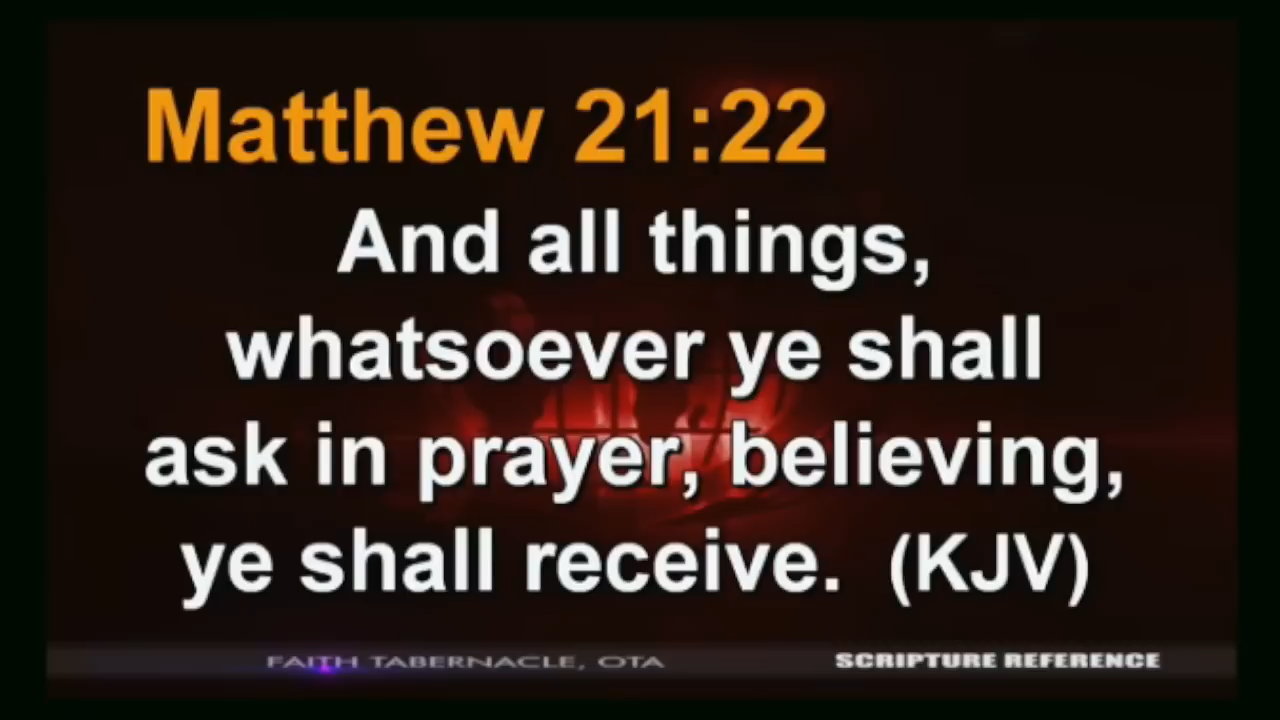 Matthew 21:22
And all things,
whatsoever ye shall
ask in prayer, believing,
ye shall receive.  (KJV)
FAITH TABERNACLE, OTA
SCRIPTURE REFERENCE